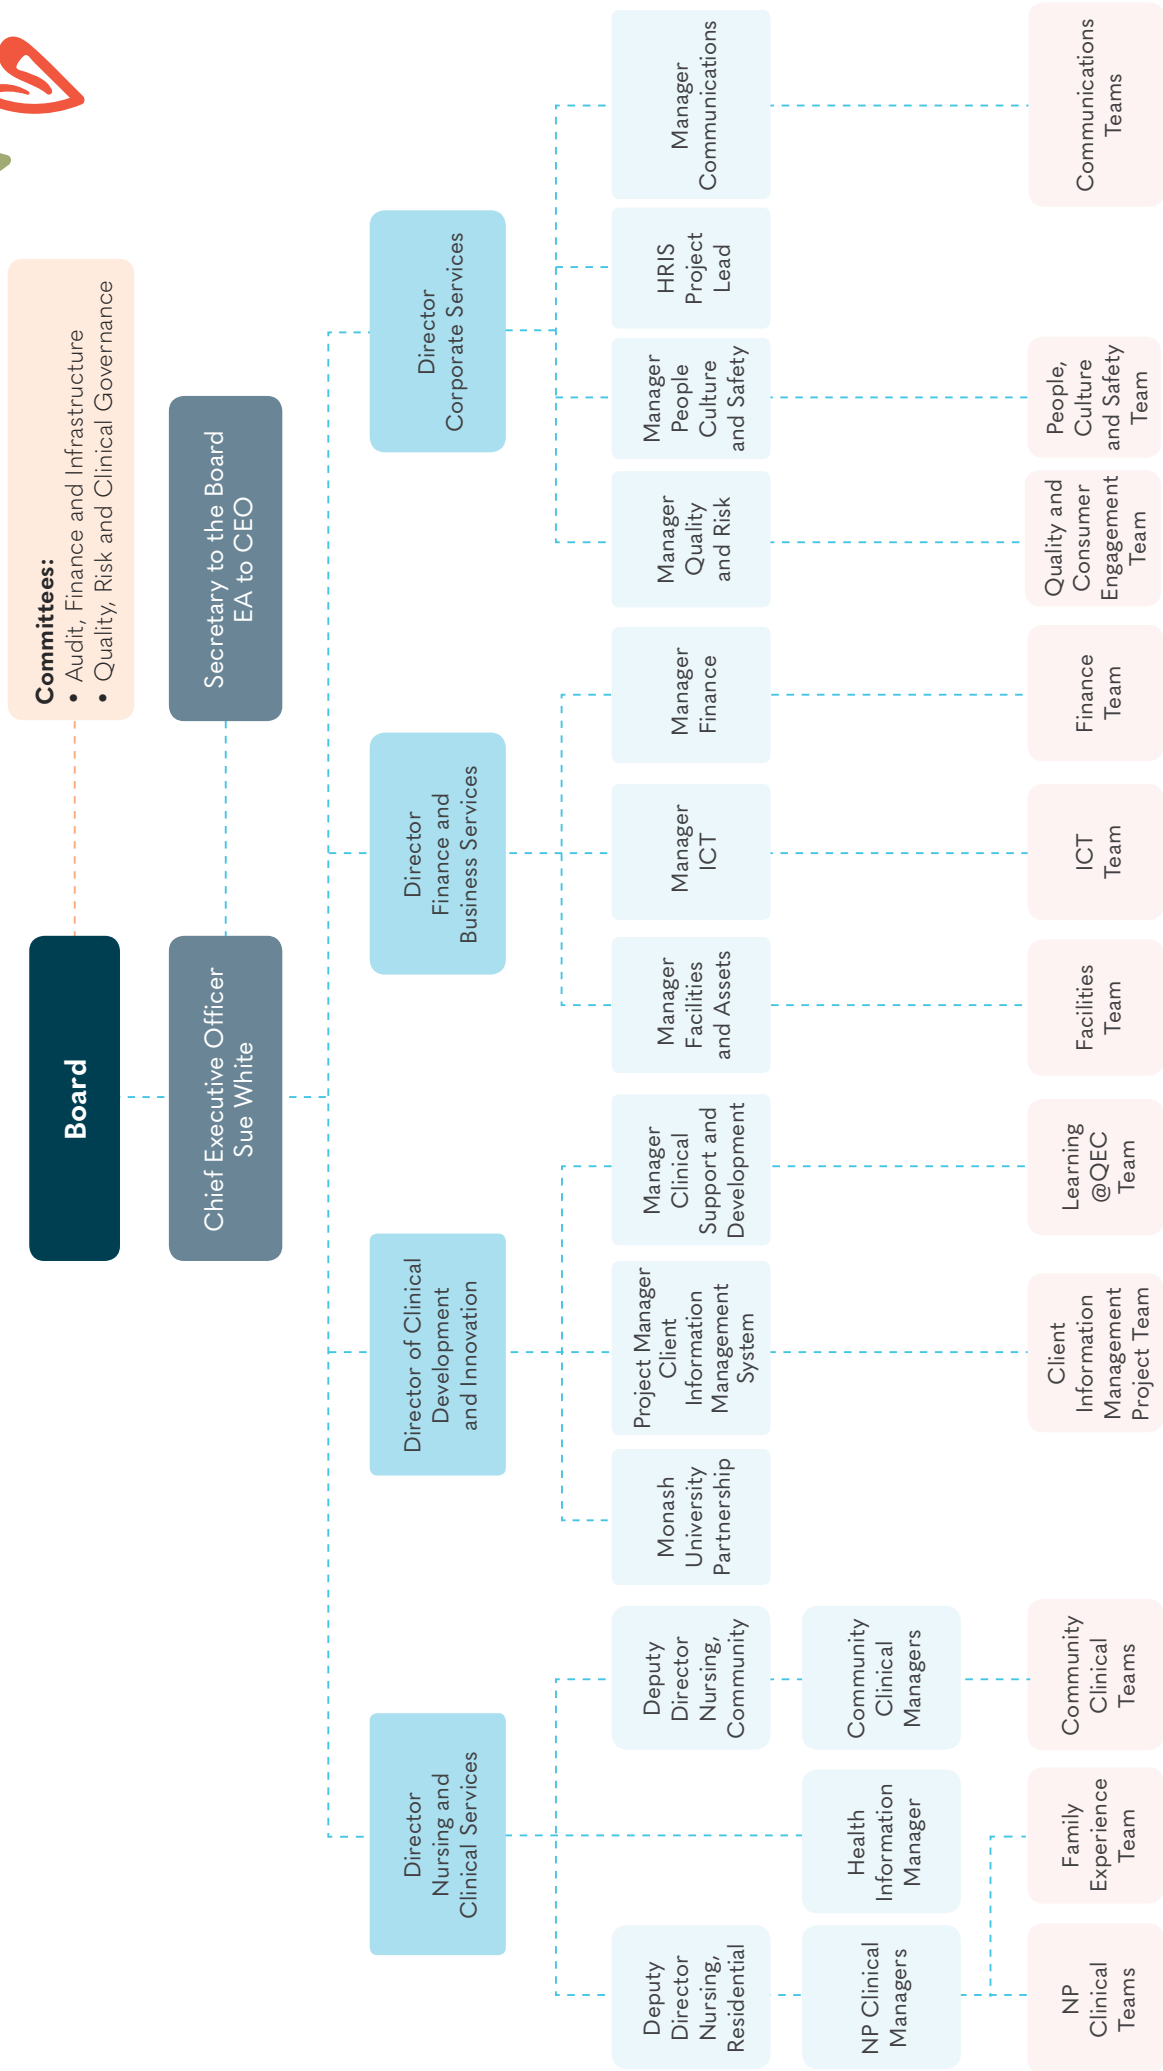 Board
Committees:
• Audit, Finance and Infrastructure
• Quality, Risk and Clinical Governance
Chief Executive Officer
Sue White
Secretary to the Board
EA to CEO
Director
Nursing and
Clinical Services
Director of Clinical
Development
and Innovation
Director
Finance and
Business Services
Director
Corporate Services
Deputy
Director
Nursing,
Residential
Deputy
Director
Nursing,
Community
Monash
University
Partnership
Project Manager
Client
Information
Management
System
Manager
Clinical
Support and
Development
Manager
Facilities
and Assets
Manager
ICT
Manager
Finance
Manager
Quality
and Risk
Manager
People
Culture
and Safety
HRIS
Project
Lead
Manager
Communications
NP Clinical
Managers
Health
Information
Manager
Community
Clinical
Managers
NP
Clinical
Teams
Family
Experience
Team
Community
Clinical
Teams
Client
Information
Management
Project Team
Learning
@QEC
Team
Facilities
Team
ICT
Team
Finance
Team
Quality and
Consumer
Engagement
Team
People,
Culture
and Safety
Team
Communications
Teams